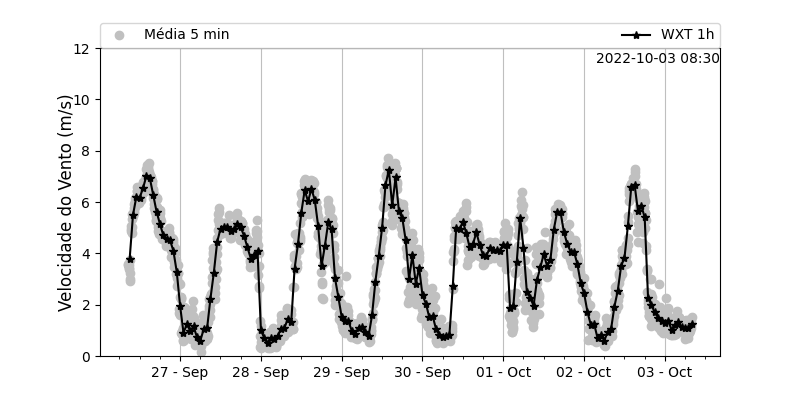 Média 5 min
WXT 1h
2022-10-03 08:30
Velocidade do Vento (m/s)
12
10
8
6
4
2
0
27 - Sep
28 - Sep
29 - Sep
30 - Sep
01 - Oct
02 - Oct
03 - Oct